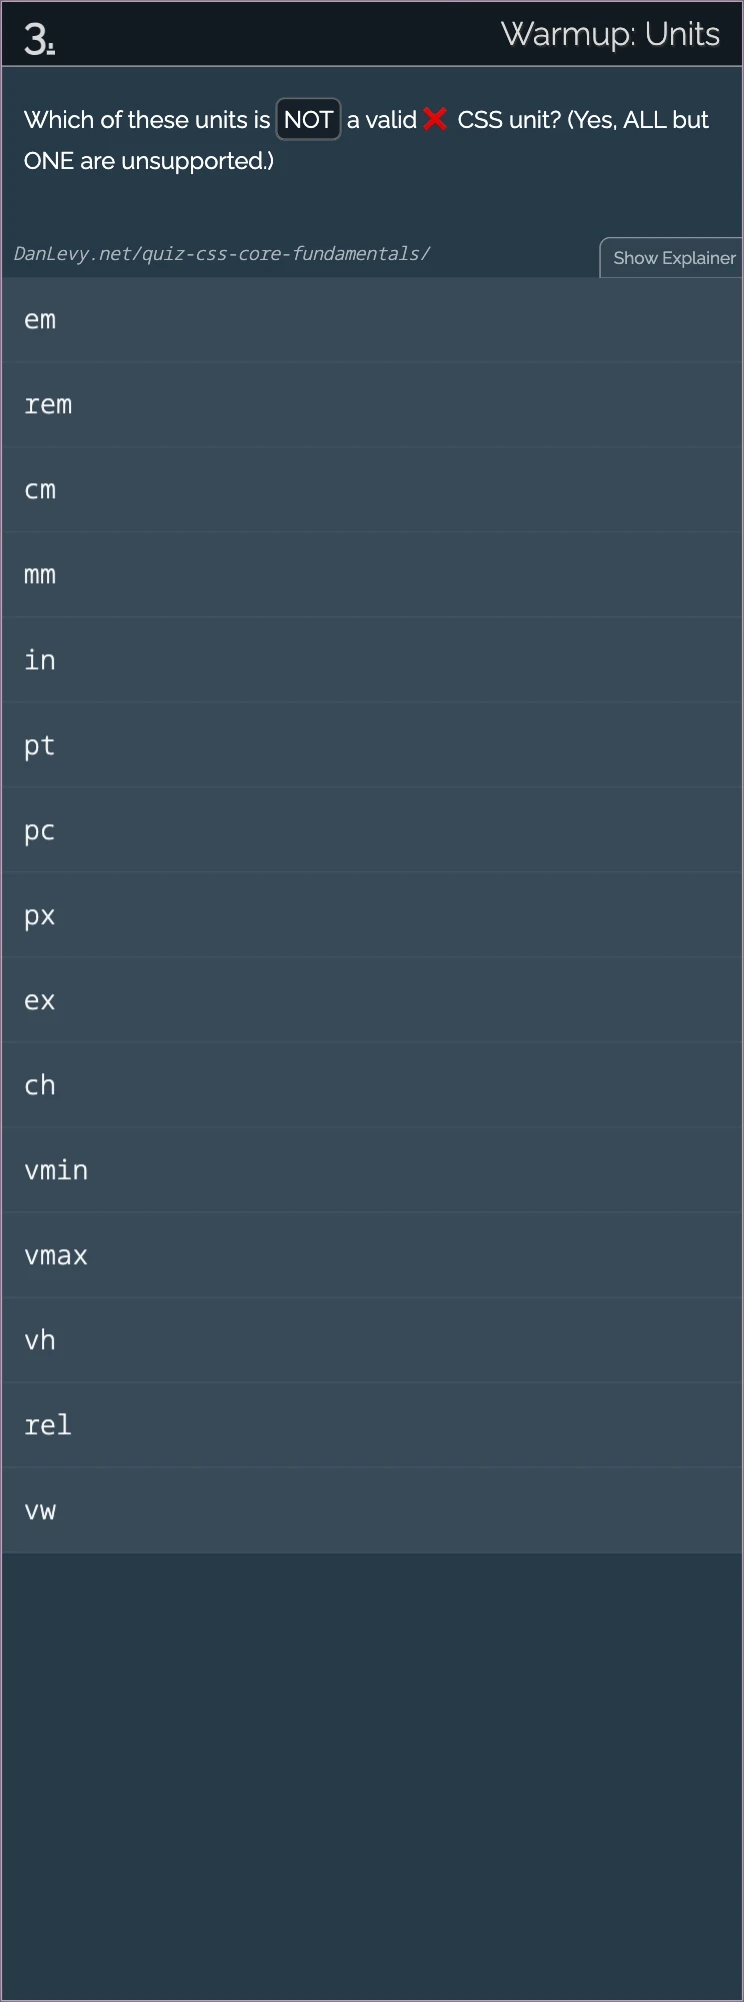 3.
Warmup: Units
Which of these units is NOT a valid ❌ CSS unit? (Yes, ALL but
ONE are unsupported.)
DanLevy.net/quiz-css-core-fundamentals/
Show Explainer
em
rem
cm
mm
in
pt
pc
px
ex
ch
vmin
vmax
vh
rel
vw